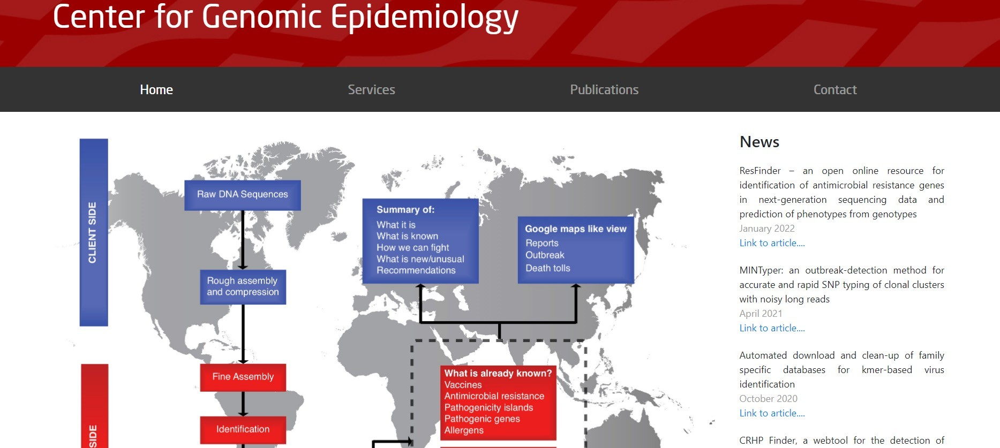 Center for Genomic Epidemiology
Home
Services
Publications
Contact
CLIENT SIDE
Raw DNA Sequences
Rough assembly
and compression
Fine Assembly
Identification
SIDE
Summary of:
What it is
What is known
How we can fight
What is new/unusual
Recommendations
Google maps like view
Reports
Outbreak
Death tolls
What is already known?
Vaccines
Antimicrobial resistance
Pathogenicity islands
Pathogenic genes
Allergens
News
ResFinder – an open online resource for
identification of antimicrobial resistance genes
in next-generation sequencing data and
prediction of phenotypes from genotypes
January 2022
Link to article....
MINTyper: an outbreak-detection method for
accurate and rapid SNP typing of clonal clusters
with noisy long reads
April 2021
Link to article....
Automated download and clean-up of family
specific databases for kmer-based virus
identification
October 2020
Link to article....
CRHP Finder, a webtool for the detection of